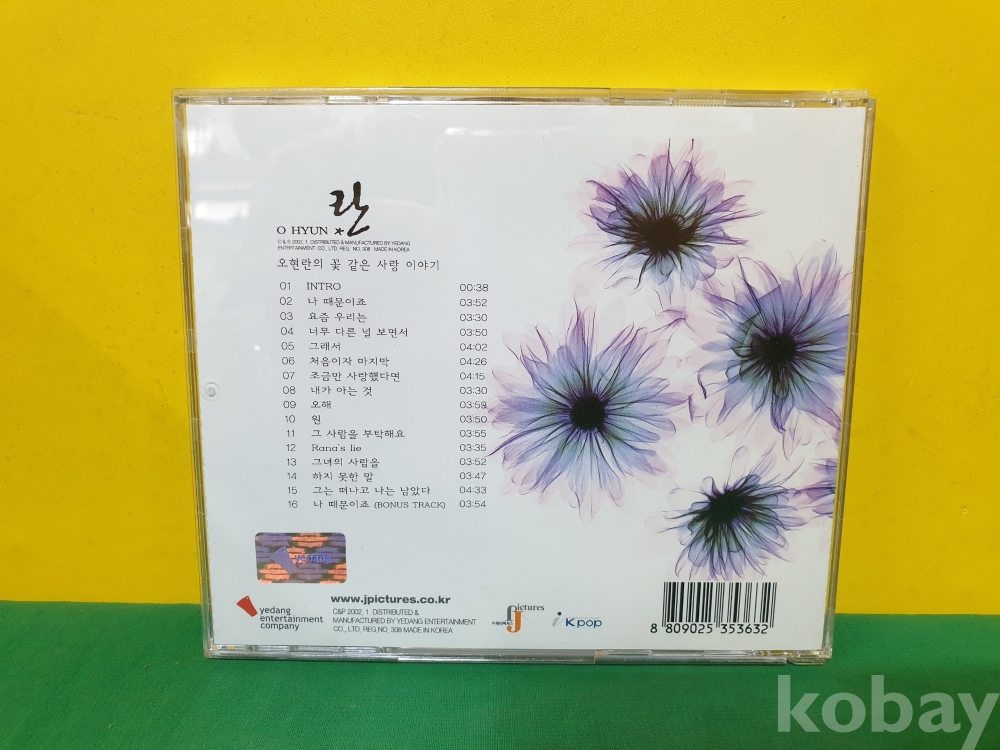 란
O HYUN
C & P 2002. 1 DISTRIBUTED & MANUFACTURED BY YEDANG
ENTERTAINMENT CO., LTD. REG. NO. 308 MADE IN KOREA
오현란의 꽃 같은 사랑 이야기
01 INTRO 00:38
02 나 때문이죠 03:52
03 요즘 우리는 03:30
04 너무 다른 널 보면서 03:50
05 그래서 04:02
06 처음이자 마지막 04:26
07 조금만 사랑했다면 04:15
08 내가 아는 것 03:30
09 오해 03:59
10 원 03:50
11 그 사람을 부탁해요 03:55
12 Rana's lie 03:35
13 그녀의 사람을 03:52
14 하지 못한 말 03:47
15 그는 떠나고 나는 남았다 04:33
16 나 때문이죠 (BONUS TRACK) 03:54
yedang
yedang
entertainment
company
www.jpictures.co.kr
C&P 2002. 1 DISTRIBUTED &
MANUFACTURED BY YEDANG ENTERTAINMENT
CO., LTD. REG,NO, 308 MADE IN KOREA
J pictures
i K pop
8 809025 353632
kobay